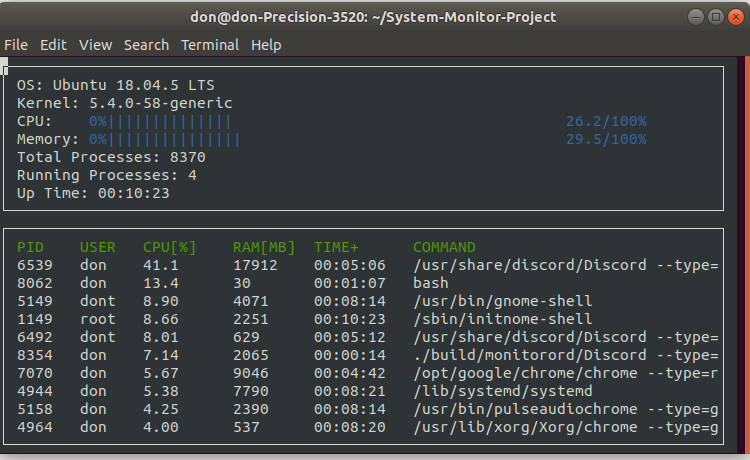 don@don-Precision-3520: ~/System-Monitor-Project
File Edit View Search Terminal Help
OS: Ubuntu 18.04.5 LTS
Kernel: 5.4.0-58-generic
CPU: 0%|||||||||||||| 26.2/100%
Memory: 0%||||||||||||||| 29.5/100%
Total Processes: 8370
Running Processes: 4
Up Time: 00:10:23
PID USER CPU[%] RAM[MB] TIME+ COMMAND
6539 don 41.1 17912 00:05:06 /usr/share/discord/Discord --type=
8062 don 13.4 30 00:01:07 bash
5149 dont 8.90 4071 00:08:14 /usr/bin/gnome-shell
1149 root 8.66 2251 00:10:23 /sbin/initnome-shell
6492 dont 8.01 629 00:05:12 /usr/share/discord/Discord --type=
8354 don 7.14 2065 00:00:14 ./build/monitorord/Discord --type=
7070 don 5.67 9046 00:04:42 /opt/google/chrome/chrome --type=r
4944 don 5.38 7790 00:08:21 /lib/systemd/systemd
5158 don 4.25 2390 00:08:14 /usr/bin/pulseaudiochrome --type=g
4964 don 4.00 537 00:08:20 /usr/lib/xorg/Xorg/chrome --type=g